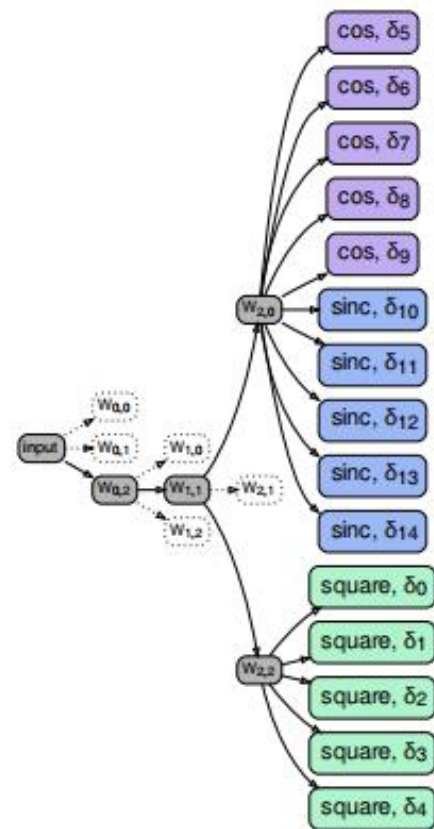 cos, δ5
cos, δ6
cos, δ7
cos, δ8
cos, δ9
W2,0
sinc, δ10
sinc, δ11
sinc, δ12
sinc, δ13
sinc, δ14
W0,0
input
W0,1
W1,0
W0,2
W1,1
W2,1
W1,2
square, δ0
square, δ1
W2,2
square, δ2
square, δ3
square, δ4